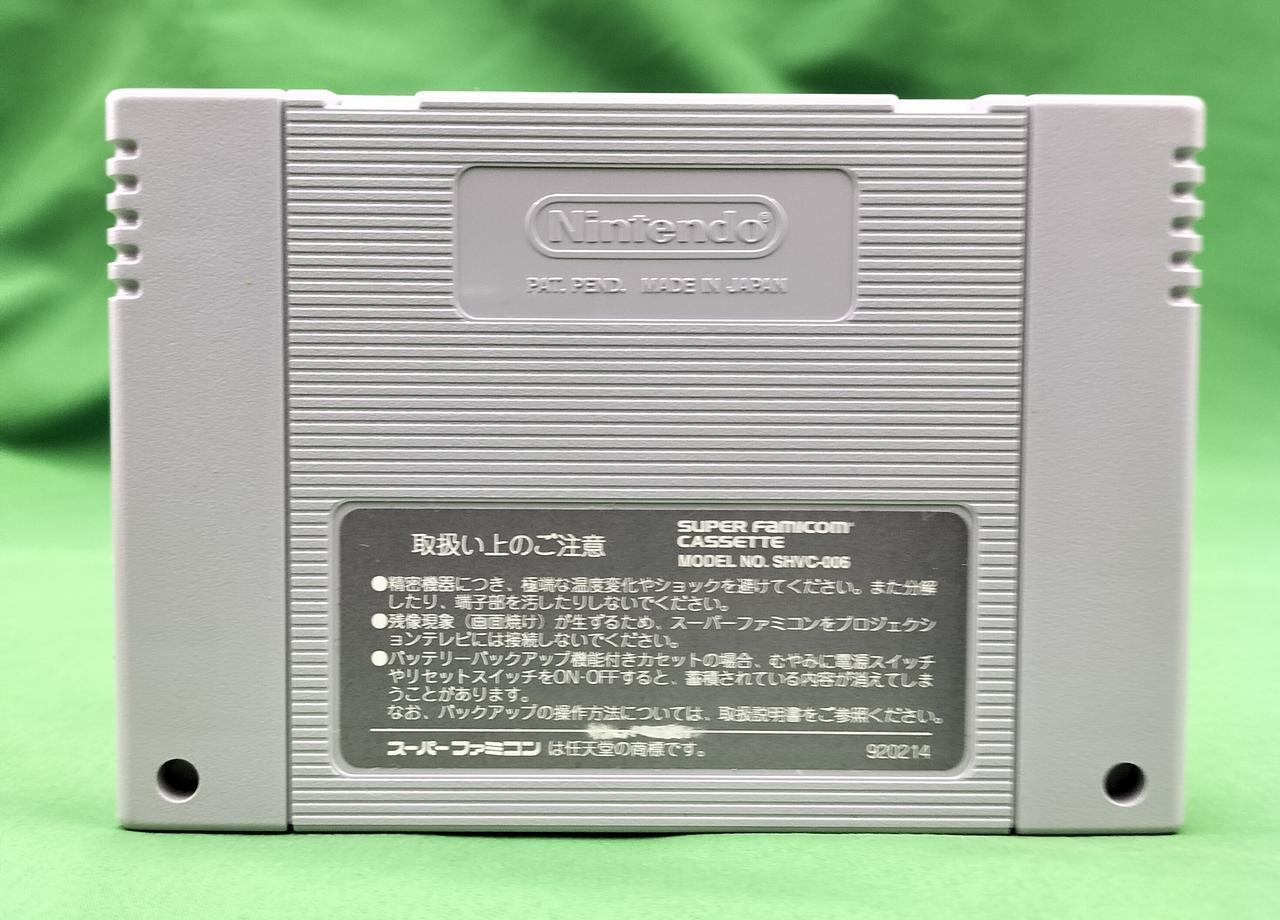 Nintendo®
PAT. PEND. MADE IN JAPAN
取扱い上のご注意
SUPER FAMICOM
CASSETTE
MODEL NO. SHVC-006
●精密機器につき、極端な温度変化やショックを避けてください。また分解
したり、端子部を汚したりしないでください。
●残像現象（画面焼け）が生ずるため、スーパーファミコンをプロジェクシ
ョンテレビには接続しないでください。
●バッテリーバックアップ機能付きカセットの場合、むやみに電源スイッチ
やリセットスイッチをON-OFFすると、蓄積されている内容が消えてしま
うことがあります。
なお、バックアップの操作方法については、取扱説明書をご参照ください。
スーパーファミコン は任天堂の商標です。
920214